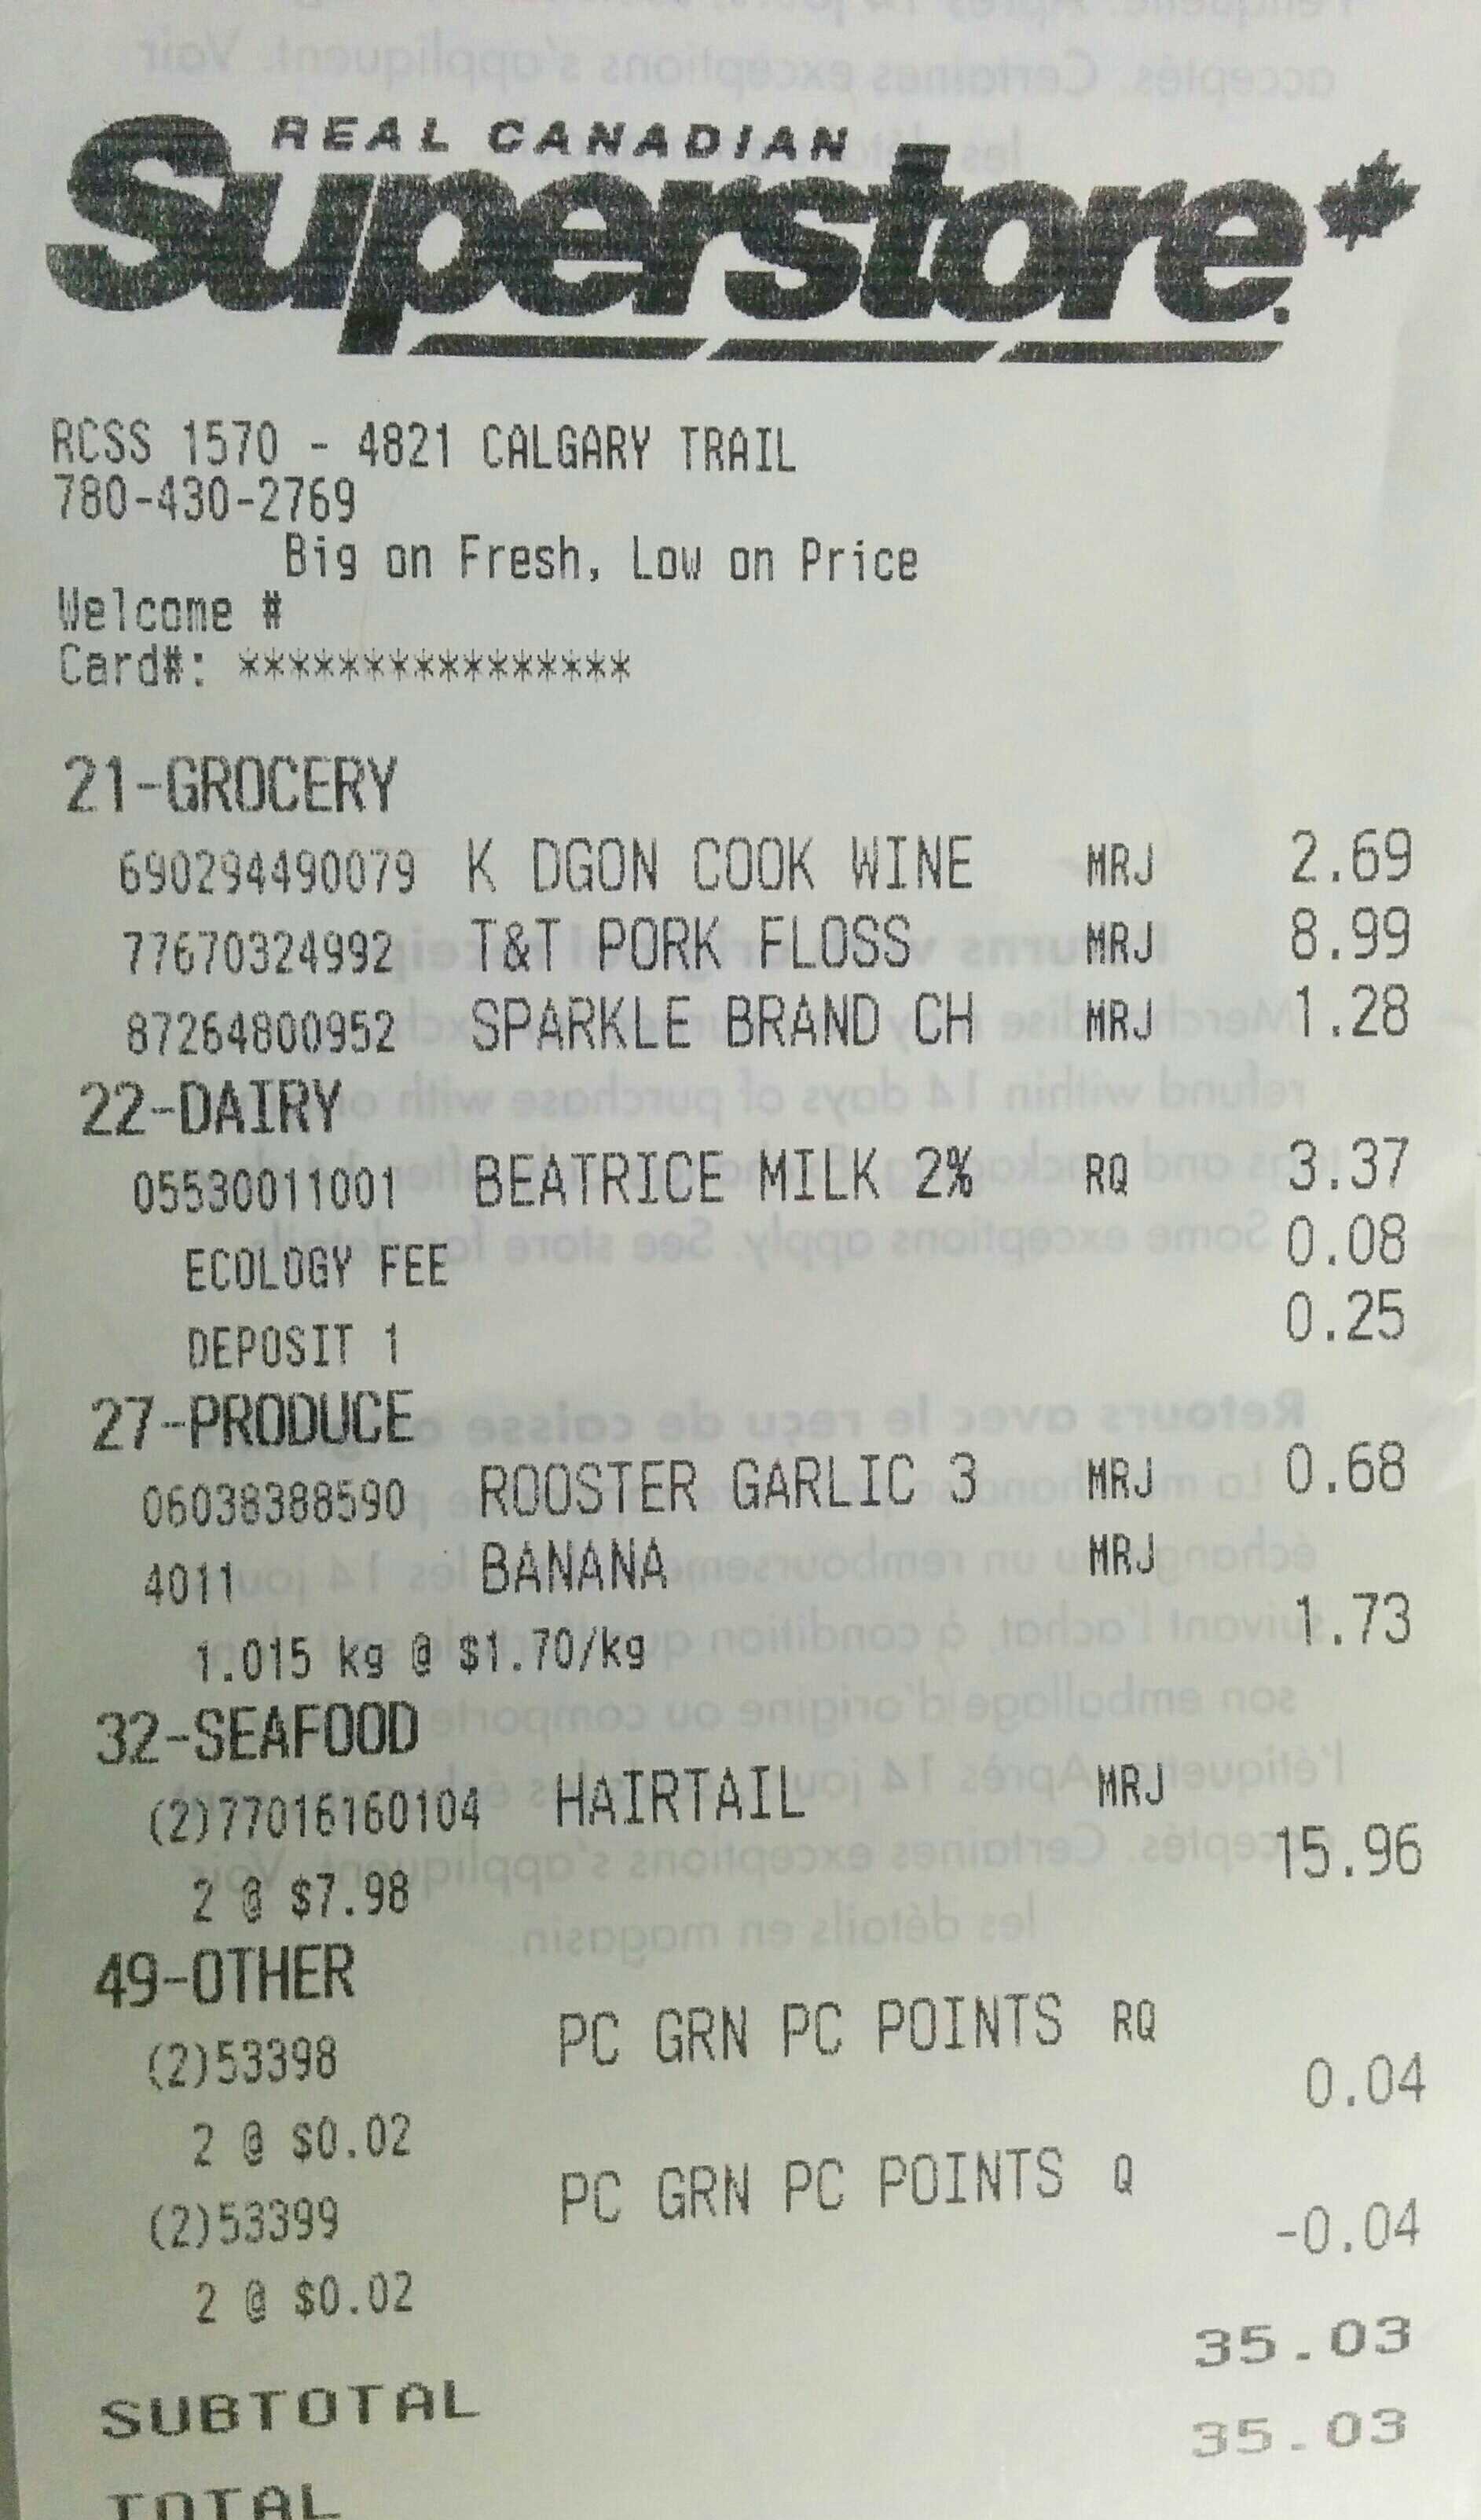 REAL CANADIAN
Superstore
RCSS 1570 - 4821 CALGARY TRAIL
780-430-2769
Big on Fresh, Low on Price
Welcome #
Card#: ****************
21-GROCERY
690294490079 K DGON COOK WINE MRJ 2.69
77670324992 T&T PORK FLOSS MRJ 8.99
87264800952 SPARKLE BRAND CH MRJ 1.28
22-DAIRY
05530011001 BEATRICE MILK 2% RQ 3.37
ECOLOGY FEE 0.08
DEPOSIT 1 0.25
27-PRODUCE
06038388590 ROOSTER GARLIC 3 MRJ 0.68
4011 BANANA MRJ
1.015 kg @ $1.70/kg 1.73
32-SEAFOOD
(2)77016160104 HAIRTAIL MRJ
2 @ $7.98 15.96
49-OTHER
(2)53398 PC GRN PC POINTS RQ
2 @ $0.02 0.04
(2)53399 PC GRN PC POINTS Q
2 @ $0.02 -0.04
SUBTOTAL 35.03
TOTAL 35.03